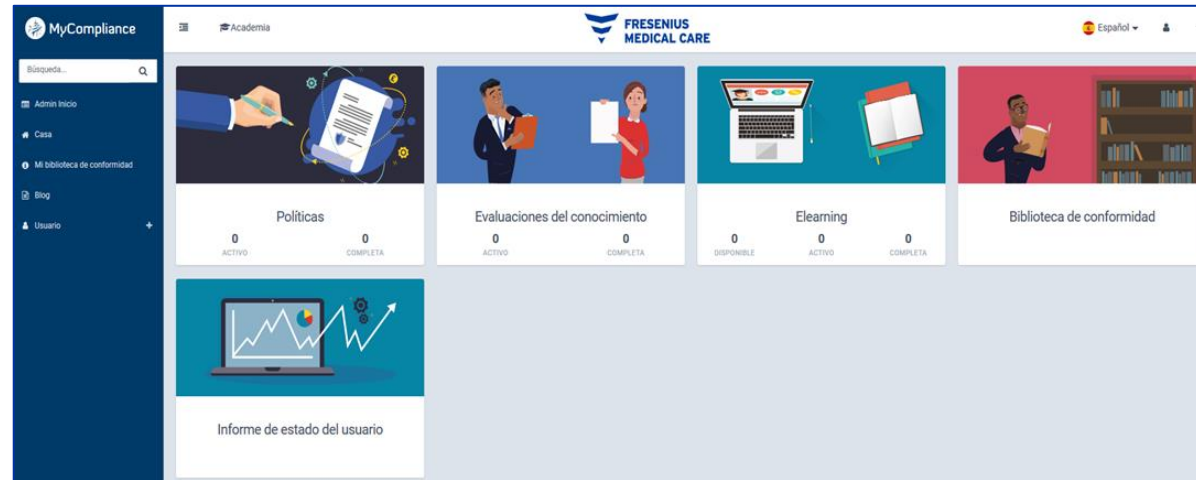 MyCompliance
Academia
FRESENIUS
MEDICAL CARE
Español
Búsqueda...
Admin Inicio
Casa
Mi biblioteca de conformidad
Blog
Usuario
Políticas
0 0
ACTIVO COMPLETA
Evaluaciones del conocimiento
0 0
ACTIVO COMPLETA
Elearning
0 0 0
DISPONIBLE ACTIVO COMPLETA
Biblioteca de conformidad
Informe de estado del usuario